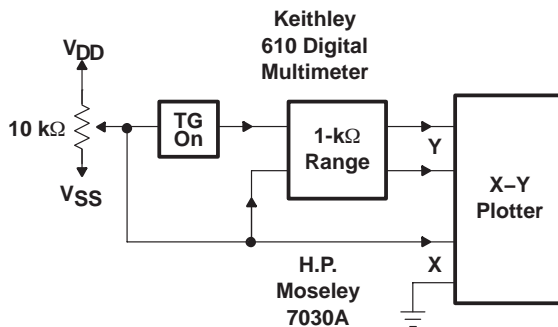 Keithley
610 Digital
Multimeter
VDD
10 kΩ
VSS
TG
On
1-kΩ
Range
Y
X
X–Y
Plotter
H.P.
Moseley
7030A